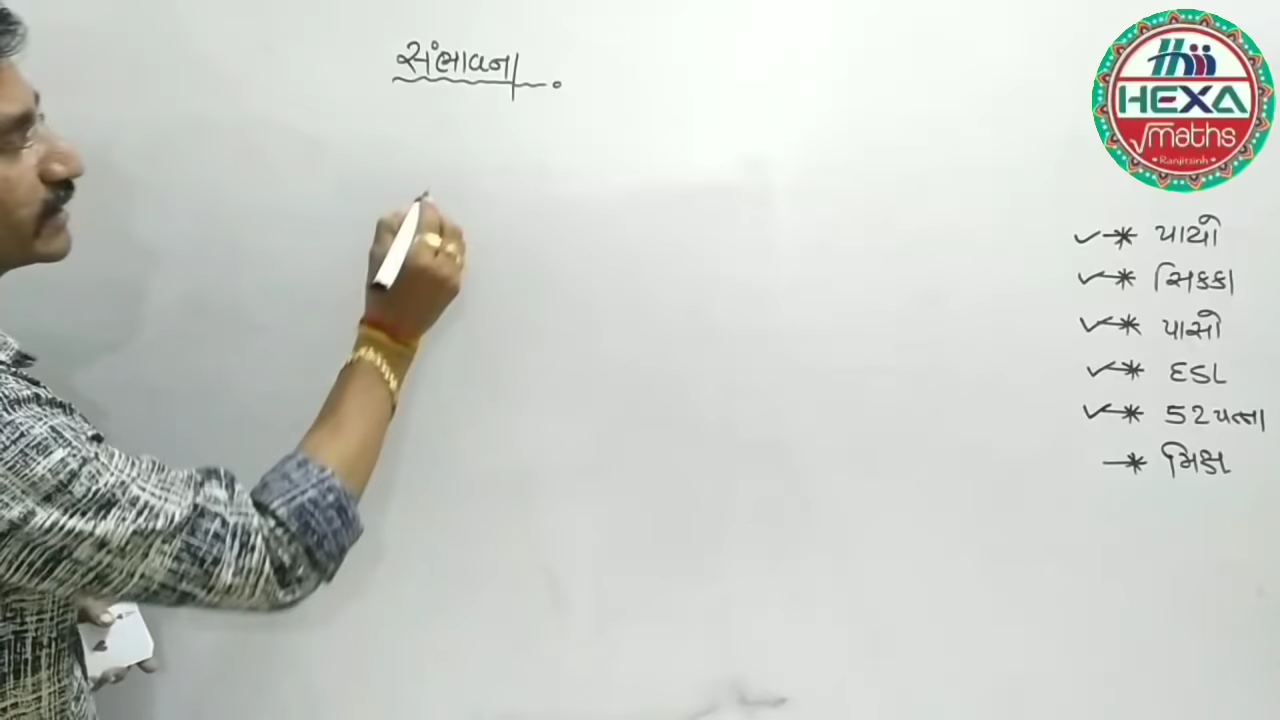 સંભાવના
HEXA
√maths
• Ranjitsinh •
✓* પાયો
✓* સિક્કા
✓* પાસો
✓* દડા
✓* 52 પત્તા
→* મિક્ષ